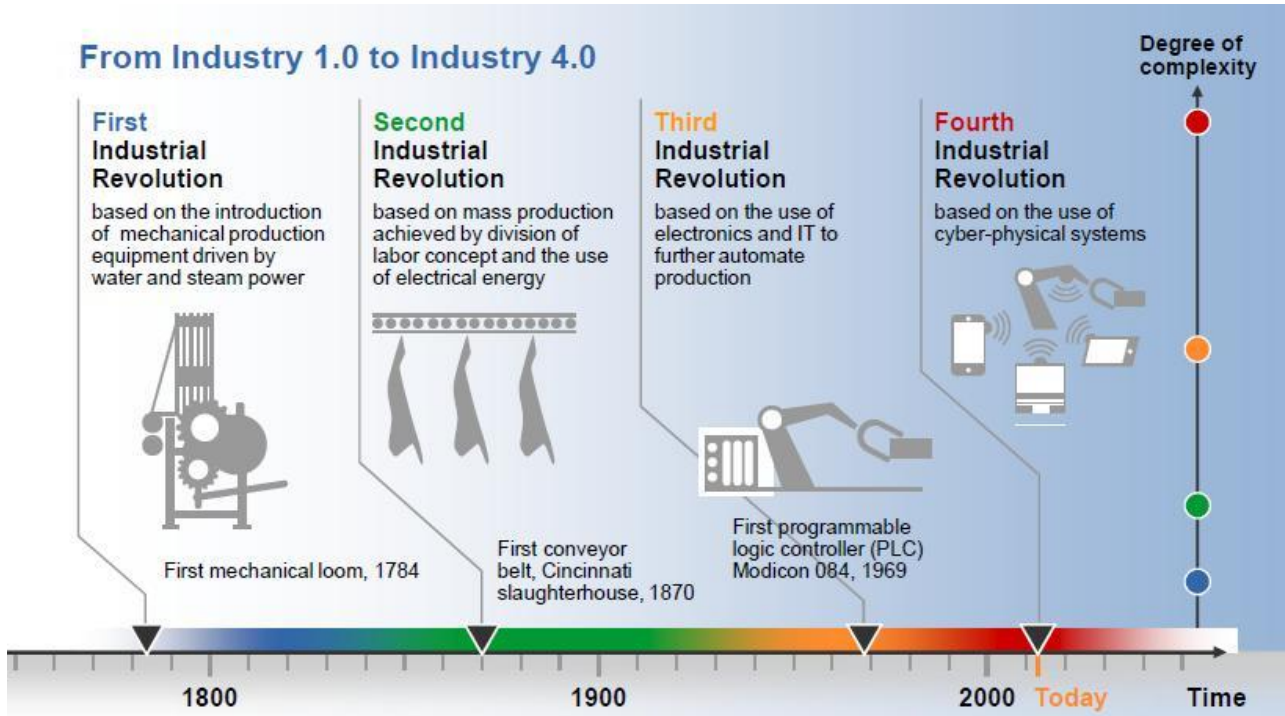 From Industry 1.0 to Industry 4.0
Degree of
complexity
First
Industrial
Revolution
based on the introduction
of mechanical production
equipment driven by
water and steam power
Second
Industrial
Revolution
based on mass production
achieved by division of
labor concept and the use
of electrical energy
Third
Industrial
Revolution
based on the use of
electronics and IT to
further automate
production
Fourth
Industrial
Revolution
based on the use of
cyber-physical systems
First mechanical loom, 1784
First conveyor
belt, Cincinnati
slaughterhouse, 1870
First programmable
logic controller (PLC)
Modicon 084, 1969
1800
1900
2000
Today
Time